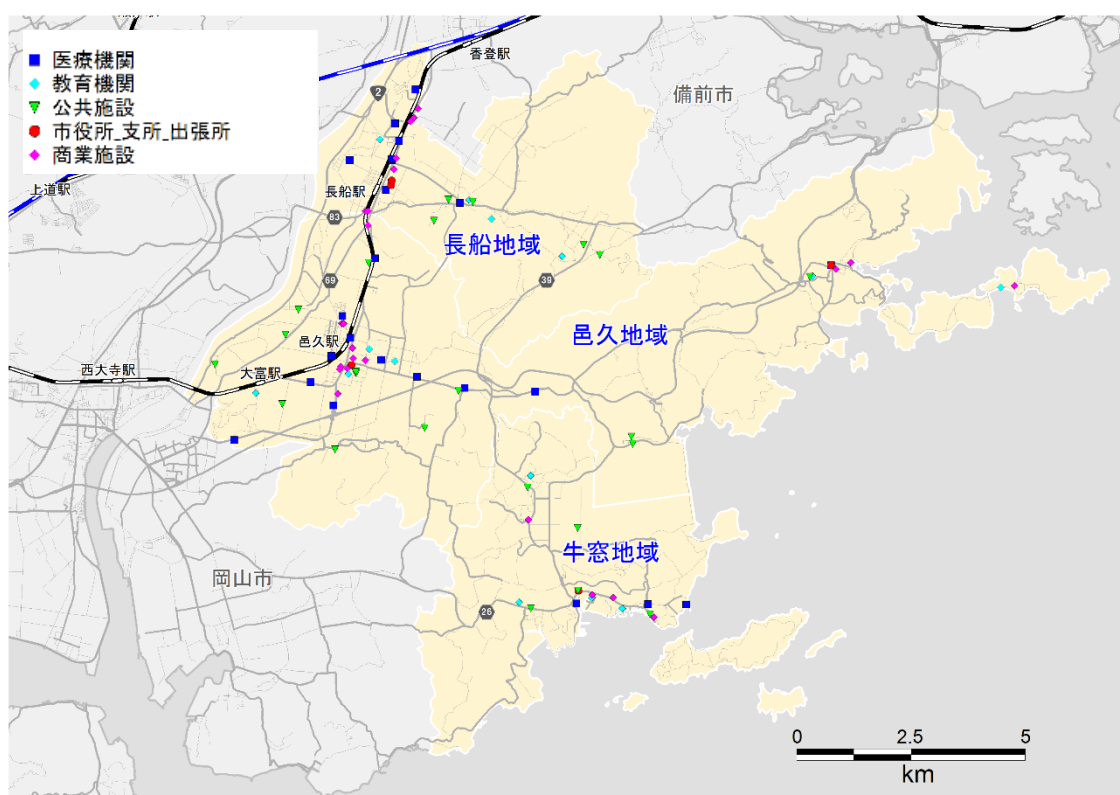 医療機関
教育機関
公共施設
市役所_支所_出張所
商業施設
香登駅
2
備前市
上道駅
長船駅
83
長船地域
69
39
邑久地域
邑久駅
西大寺駅
大富駅
牛窓地域
岡山市
26
0
2.5
5
km